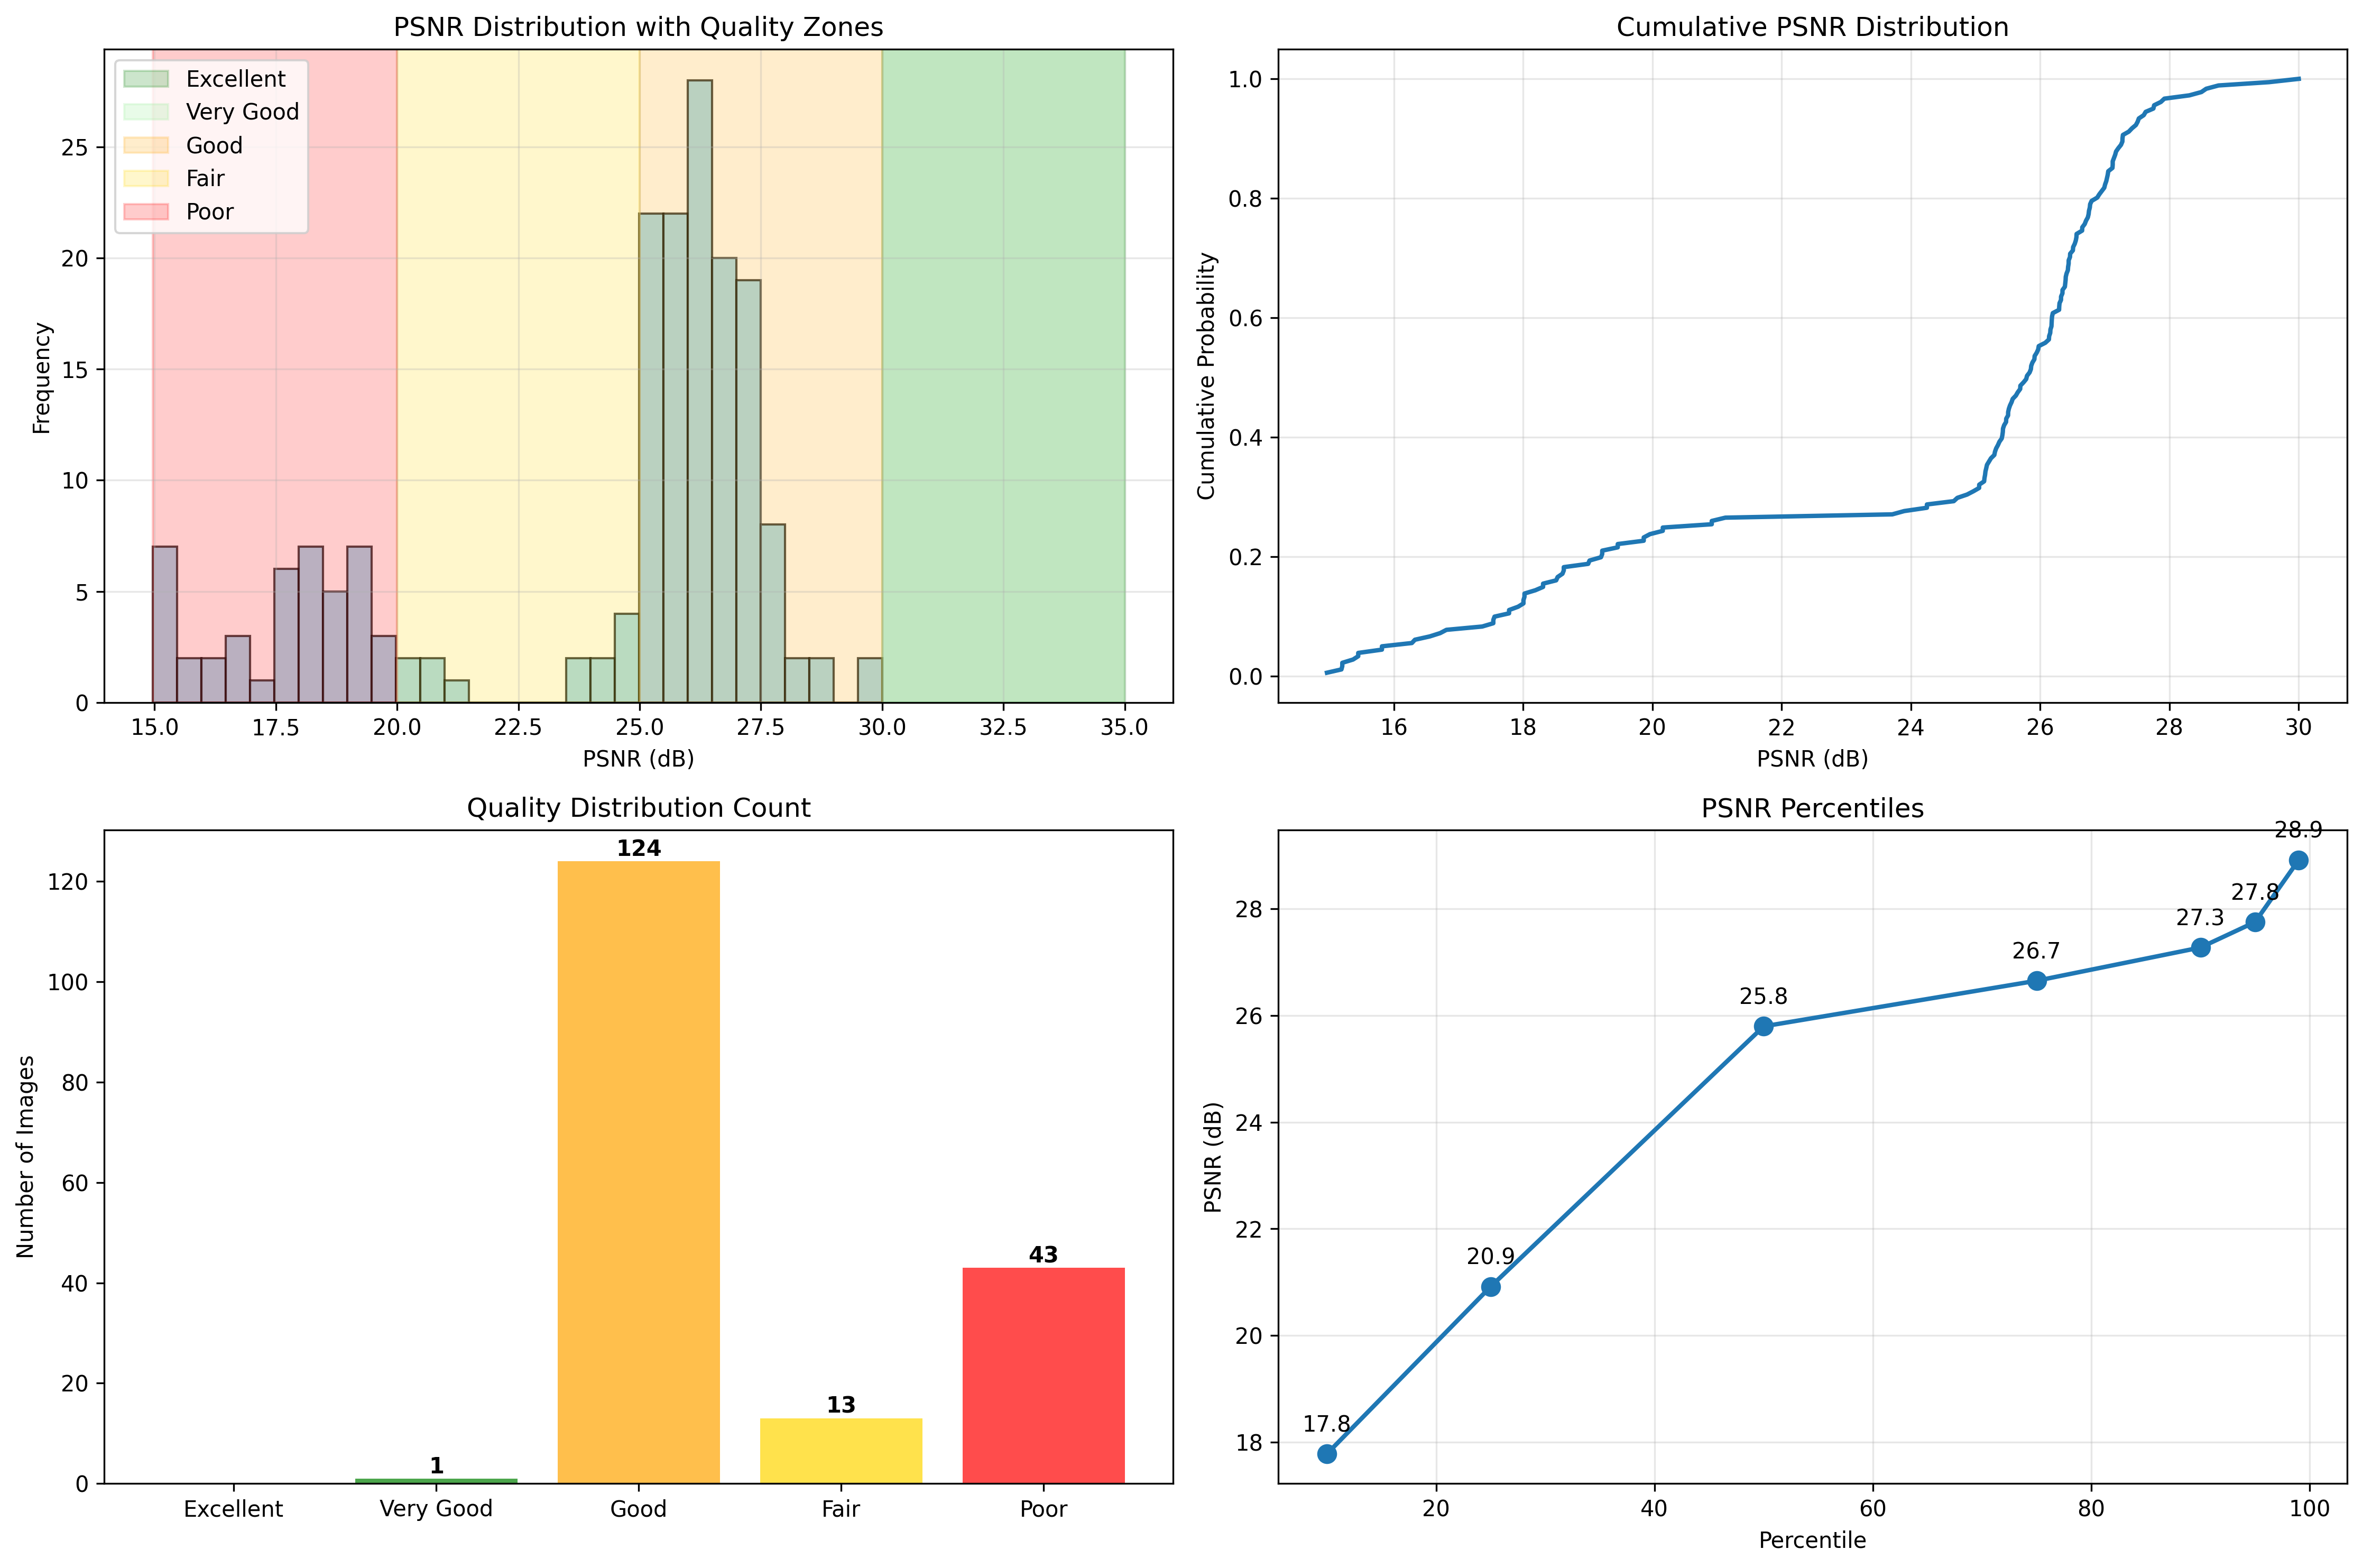 PSNR Distribution with Quality Zones
Excellent
Very Good
Good
Fair
Poor
25
20
15
10
5
0
Frequency
15.0 17.5 20.0 22.5 25.0 27.5 30.0 32.5 35.0
PSNR (dB)
Cumulative PSNR Distribution
1.0
0.8
0.6
0.4
0.2
0.0
Cumulative Probability
16 18 20 22 24 26 28 30
PSNR (dB)
Quality Distribution Count
120
100
80
60
40
20
0
Number of Images
124
43
13
1
Excellent Very Good Good Fair Poor
PSNR Percentiles
28
26
24
22
20
18
PSNR (dB)
28.9
27.8
27.3
26.7
25.8
20.9
17.8
20 40 60 80 100
Percentile